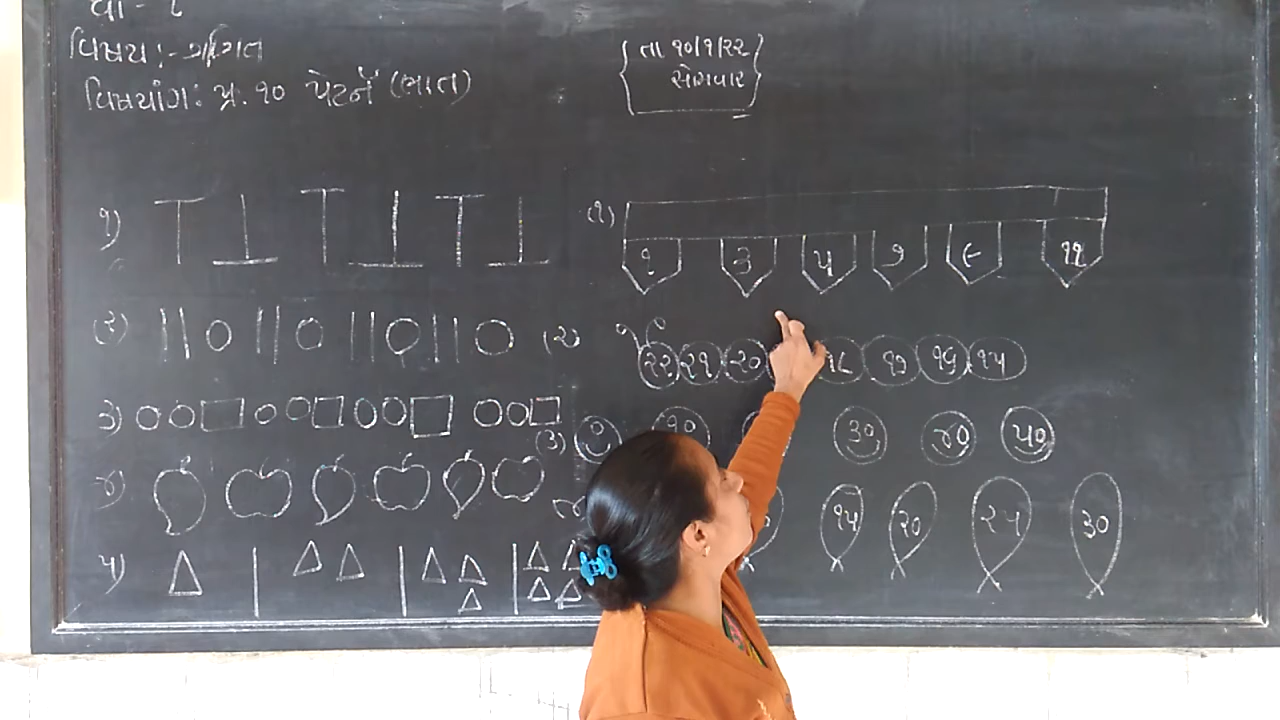 વિષય :- ગણિત
વિષયાંગ : પ્ર. ૧૦ પેટર્ન (ભાત)
{ તા ૧૦/૧/૨૨ }
{ સોમવાર }
૧)
(૨)
૩)
૪)
૫)
(૧) ૧ ૩ ૫ ૭ ૯ ૧૧
(૨) ૨૨ ૨૧ ૨૦ ૧૮ ૧૭ ૧૬ ૧૫
(૩) ૦ ૧૦ ૩૦ ૪૦ ૫૦
૧૫ ૨૦ ૨૫ ૩૦